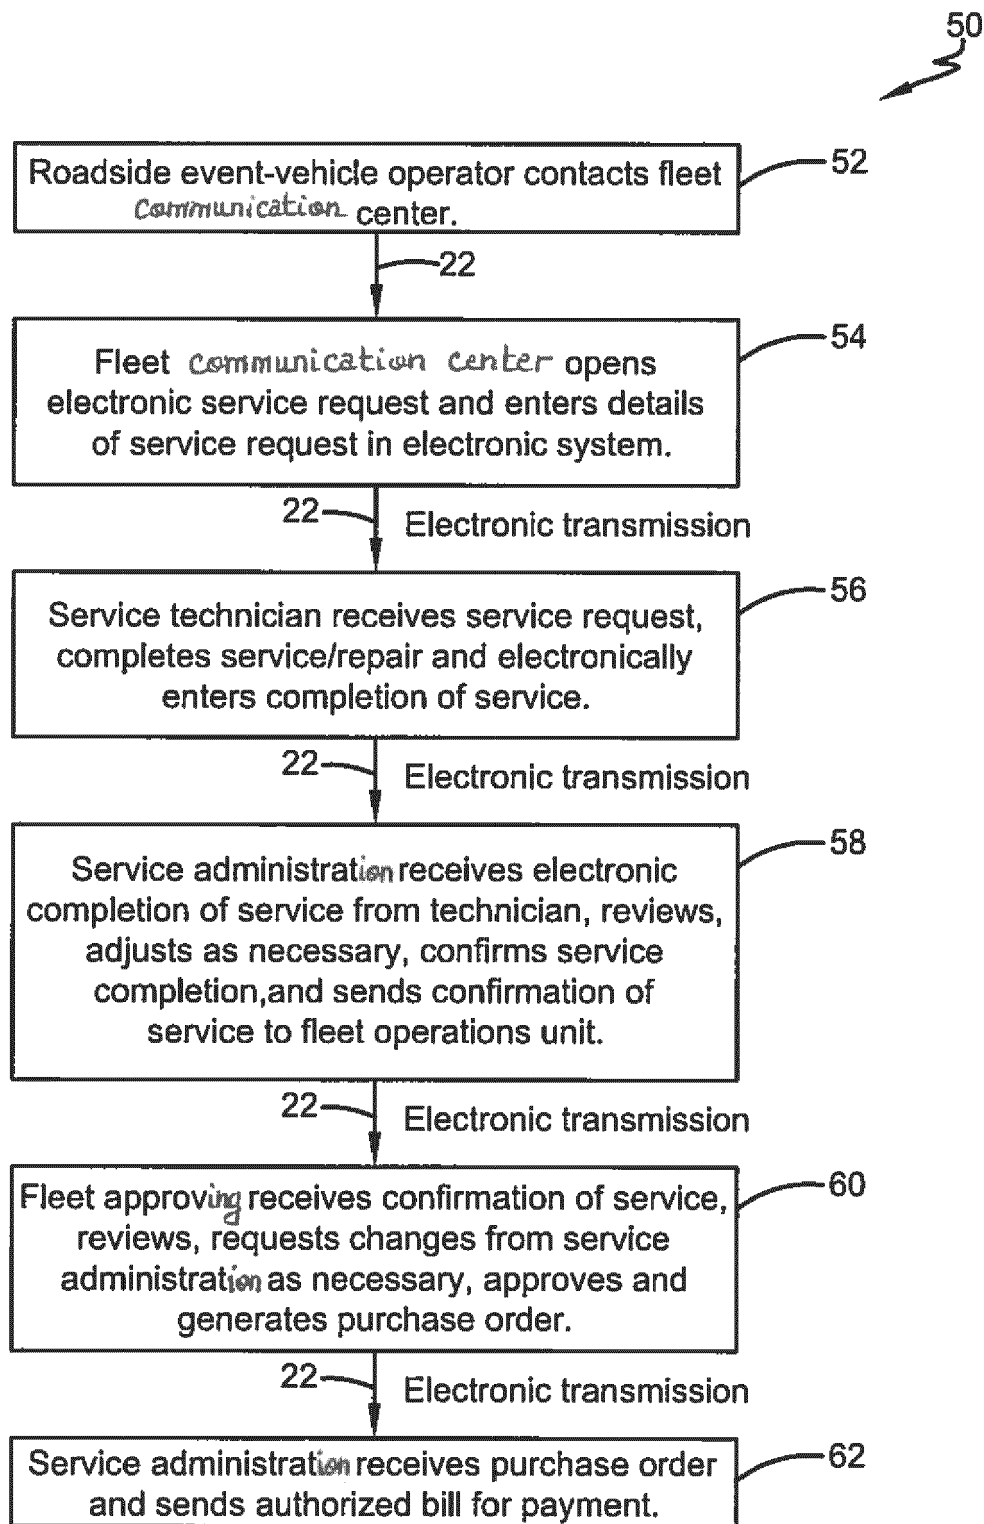 50
Roadside event-vehicle operator contacts fleet
communication center.
52
22
Fleet communication center opens
electronic service request and enters details
of service request in electronic system.
54
22
Electronic transmission
Service technician receives service request,
completes service/repair and electronically
enters completion of service.
56
22
Electronic transmission
Service administration receives electronic
completion of service from technician, reviews,
adjusts as necessary, confirms service
completion,and sends confirmation of
service to fleet operations unit.
58
22
Electronic transmission
Fleet approving receives confirmation of service,
reviews, requests changes from service
administration as necessary, approves and
generates purchase order.
60
22
Electronic transmission
Service administration receives purchase order
and sends authorized bill for payment.
62